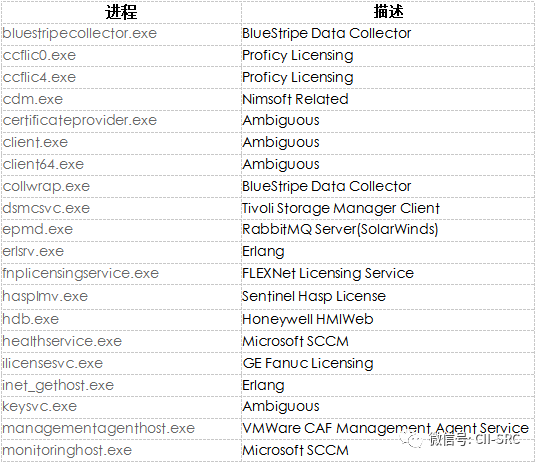 进程 描述
bluestripecollector.exe BlueStripe Data Collector
ccflic0.exe Proficy Licensing
ccflic4.exe Proficy Licensing
cdm.exe Nimsoft Related
certificateprovider.exe Ambiguous
client.exe Ambiguous
client64.exe Ambiguous
collwrap.exe BlueStripe Data Collector
dsmcsvc.exe Tivoli Storage Manager Client
epmd.exe RabbitMQ Server(SolarWinds)
erlsrv.exe Erlang
fnplicensingservice.exe FLEXNet Licensing Service
hasplmv.exe Sentinel Hasp License
hdb.exe Honeywell HMIWeb
healthservice.exe Microsoft SCCM
ilicensesvc.exe GE Fanuc Licensing
inet_gethost.exe Erlang
keysvc.exe Ambiguous
managementagenthost.exe VMWare CAF Management Agent Service
monitoringhost.exe Microsoft SCCM
微信号: CII-SRC